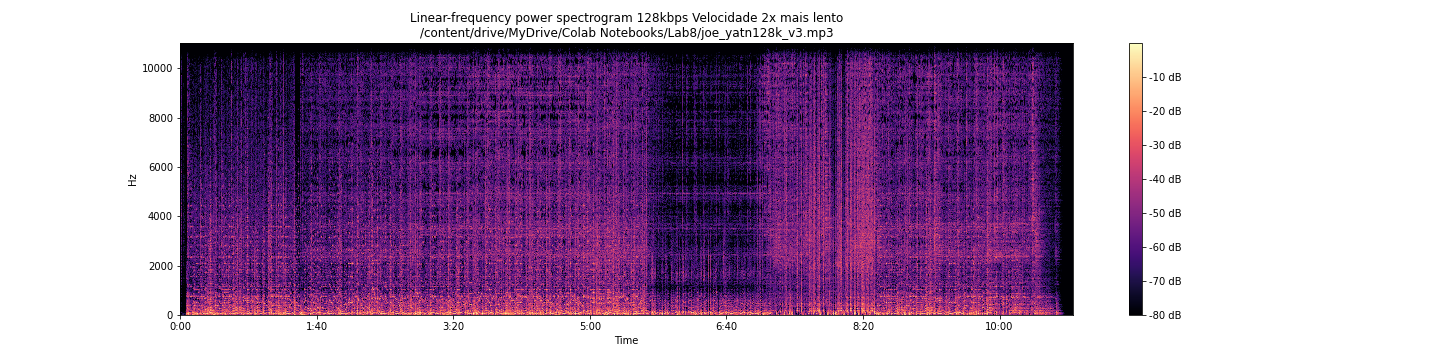 Linear-frequency power spectrogram 128kbps Velocidade 2x mais lento
/content/drive/MyDrive/Colab Notebooks/Lab8/joe_yatn128k_v3.mp3
10000
8000
6000
4000
2000
0
Hz
0:00
1:40
3:20
5:00
6:40
8:20
10:00
Time
-10 dB
-20 dB
-30 dB
-40 dB
-50 dB
-60 dB
-70 dB
-80 dB